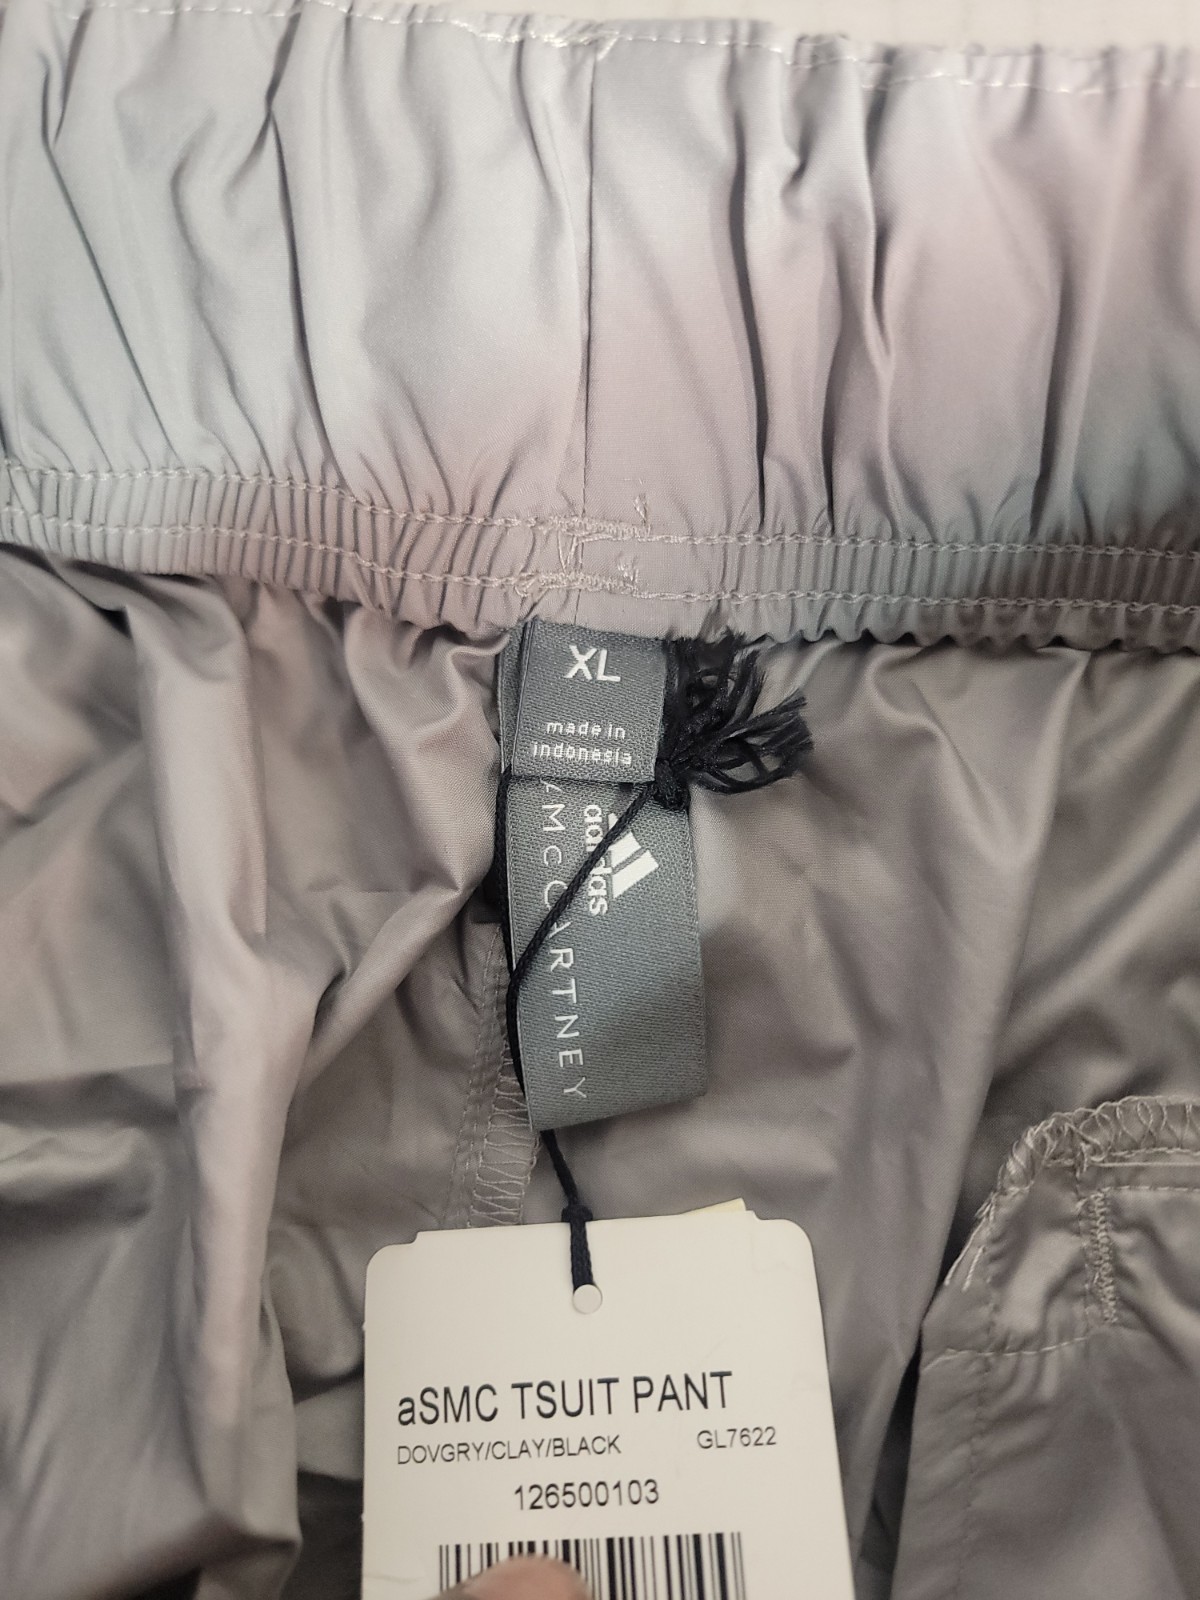 XL
made in
indonesia
adidas
McCARTNEY
aSMC TSUIT PANT
DOVGRY/CLAY/BLACK GL7622
126500103